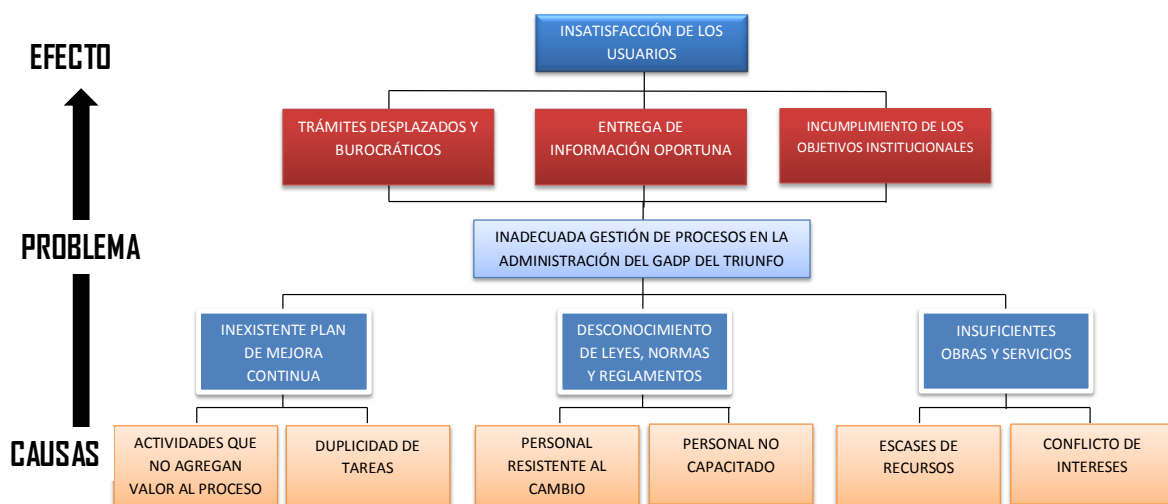 INSATISFACCIÓN DE LOS
USUARIOS
EFECTO
TRÁMITES DESPLAZADOS Y
BUROCRÁTICOS
ENTREGA DE
INFORMACIÓN OPORTUNA
INCUMPLIMIENTO DE LOS
OBJETIVOS INSTITUCIONALES
PROBLEMA
INADECUADA GESTIÓN DE PROCESOS EN LA
ADMINISTRACIÓN DEL GADP DEL TRIUNFO
INEXISTENTE PLAN
DE MEJORA
CONTINUA
DESCONOCIMIENTO
DE LEYES, NORMAS
Y REGLAMENTOS
INSUFICIENTES
OBRAS Y SERVICIOS
CAUSAS
ACTIVIDADES QUE
NO AGREGAN
VALOR AL PROCESO
DUPLICIDAD DE
TAREAS
PERSONAL
RESISTENTE AL
CAMBIO
PERSONAL NO
CAPACITADO
ESCASES DE
RECURSOS
CONFLICTO DE
INTERESES